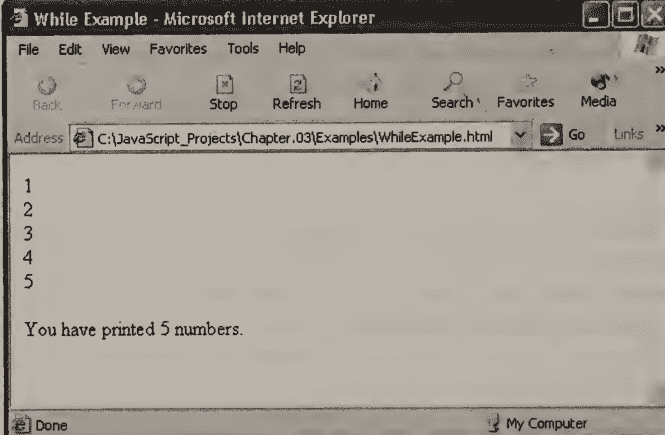 While Example - Microsoft Internet Explorer
File Edit View Favorites Tools Help
Back Forward Stop Refresh Home Search Favorites Media »
Address C:\JavaScript_Projects\Chapter.03\Examples\WhileExample.html Go Links »
1
2
3
4
5
You have printed 5 numbers.
Done My Computer